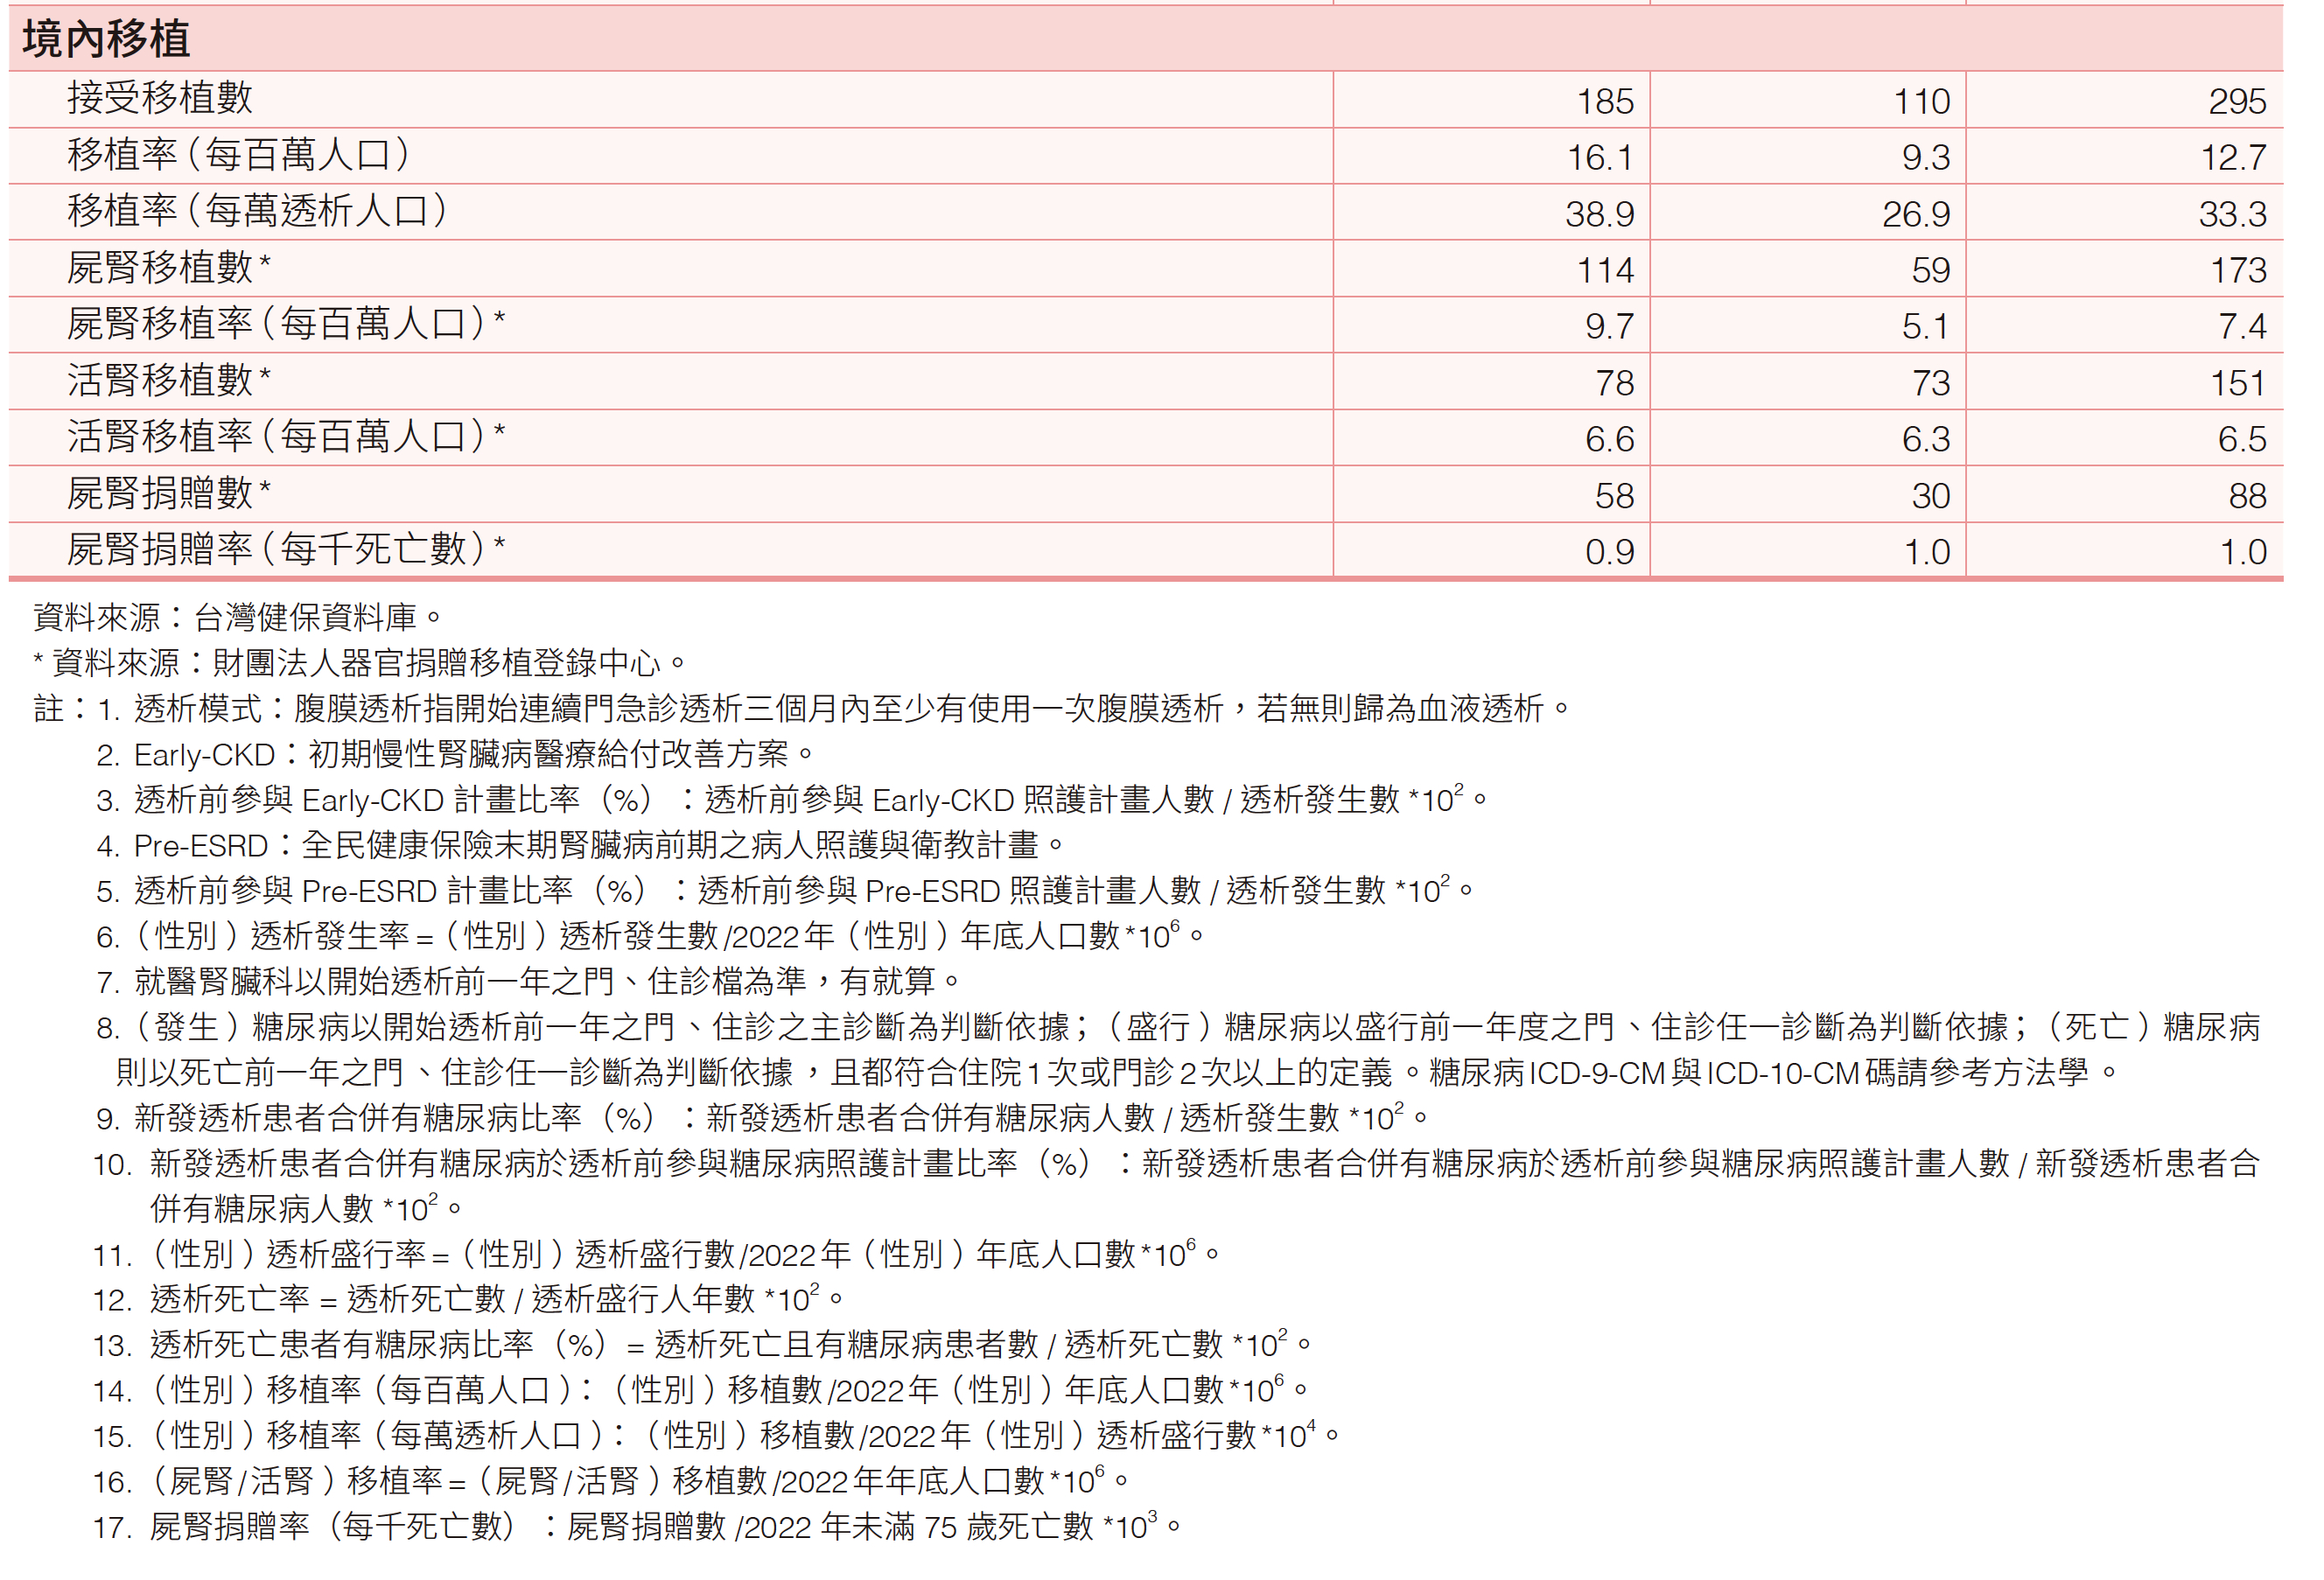 境內移植
接受移植數 185 110 295
移植率（每百萬人口） 16.1 9.3 12.7
移植率（每萬透析人口） 38.9 26.9 33.3
屍腎移植數* 114 59 173
屍腎移植率（每百萬人口）* 9.7 5.1 7.4
活腎移植數* 78 73 151
活腎移植率（每百萬人口）* 6.6 6.3 6.5
屍腎捐贈數* 58 30 88
屍腎捐贈率（每千死亡數）* 0.9 1.0 1.0
資料來源：台灣健保資料庫。
* 資料來源：財團法人器官捐贈移植登錄中心。
註：1. 透析模式：腹膜透析指開始連續門急診透析三個月內至少有使用一次腹膜透析，若無則歸為血液透析。
2. Early-CKD：初期慢性腎臟病醫療給付改善方案。
3. 透析前參與 Early-CKD 計畫比率（%）：透析前參與 Early-CKD 照護計畫人數 / 透析發生數 *10²。
4. Pre-ESRD：全民健康保險末期腎臟病前期之病人照護與衛教計畫。
5. 透析前參與 Pre-ESRD 計畫比率（%）：透析前參與 Pre-ESRD 照護計畫人數 / 透析發生數 *10²。
6.（性別）透析發生率=（性別）透析發生數/2022年（性別）年底人口數*10⁶。
7. 就醫腎臟科以開始透析前一年之門、住診檔為準，有就算。
8.（發生）糖尿病以開始透析前一年之門、住診之主診斷為判斷依據；（盛行）糖尿病以盛行前一年度之門、住診任一診斷為判斷依據；（死亡）糖尿病
則以死亡前一年之門、住診任一診斷為判斷依據，且都符合住院1次或門診2次以上的定義。糖尿病ICD-9-CM與ICD-10-CM碼請參考方法學。
9. 新發透析患者合併有糖尿病比率（%）：新發透析患者合併有糖尿病人數 / 透析發生數 *10²。
10. 新發透析患者合併有糖尿病於透析前參與糖尿病照護計畫比率（%）：新發透析患者合併有糖尿病於透析前參與糖尿病照護計畫人數 / 新發透析患者合
併有糖尿病人數 *10²。
11.（性別）透析盛行率=（性別）透析盛行數/2022年（性別）年底人口數*10⁶。
12. 透析死亡率 = 透析死亡數 / 透析盛行人年數 *10²。
13. 透析死亡患者有糖尿病比率（%）= 透析死亡且有糖尿病患者數 / 透析死亡數 *10²。
14.（性別）移植率（每百萬人口）：（性別）移植數/2022年（性別）年底人口數*10⁶。
15.（性別）移植率（每萬透析人口）：（性別）移植數/2022年（性別）透析盛行數*10⁴。
16.（屍腎/活腎）移植率=（屍腎/活腎）移植數/2022年年底人口數*10⁶。
17. 屍腎捐贈率（每千死亡數）：屍腎捐贈數 /2022 年未滿 75 歲死亡數 *10³。